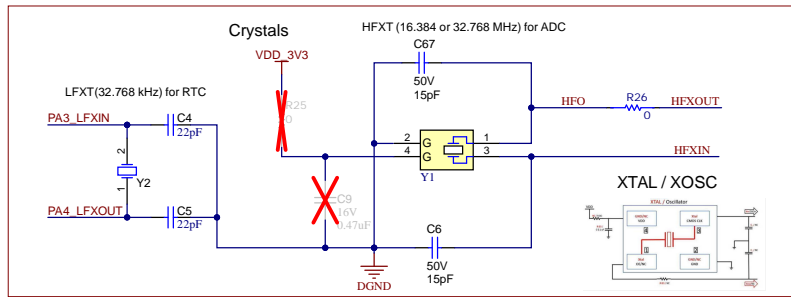 Crystals
HFXT (16.384 or 32.768 MHz) for ADC
VDD_3V3
C67
50V
15pF
LFXT(32.768 kHz) for RTC
R25
0
HFO
R26
0
HFXOUT
PA3_LFXIN
C4
22pF
2
1
Y2
2
4
G
G
1
3
Y1
HFXIN
C9
16V
0.47uF
XTAL / XOSC
XTAL / Oscillator
PA4_LFXOUT
C5
22pF
C6
50V
15pF
DGND